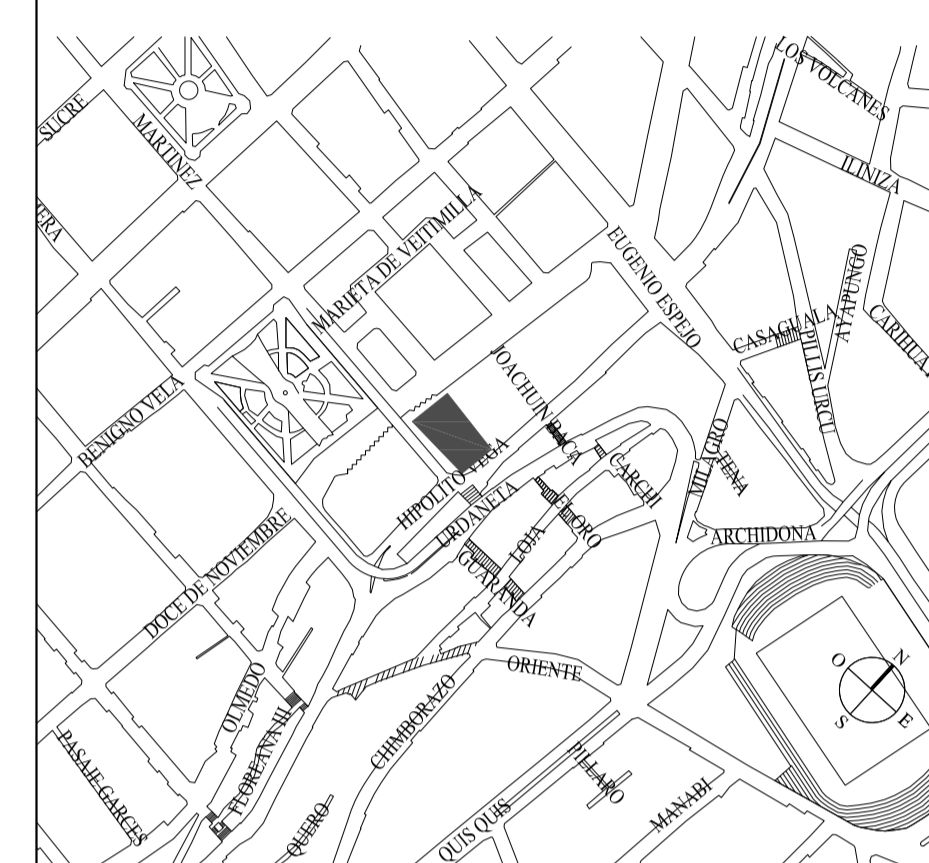 LOS VOLCANES
SUCRE
MARTINEZ
ILINIZA
ERA
MARIETA DE VEITIMILLA
EUGENIO ESPEJO
AYAPUNGO
CASAGUALA
CARIHUA
PILLIS URCU
JOACHUIN BACA
BENIGNO VELA
HIPOLITO VEGA
CARCHI
MILAGRO
TENA
URDANETA
EL ORO
LOJA
ARCHIDONA
DOCE DE NOVIEMBRE
GUARANDA
ORIENTE
O
N
S
E
OLMEDO
FLOREANA III
CHIMBORAZO
PASAJE GARCES
PILLARO
MANABI
QUERO
QUIS QUIS